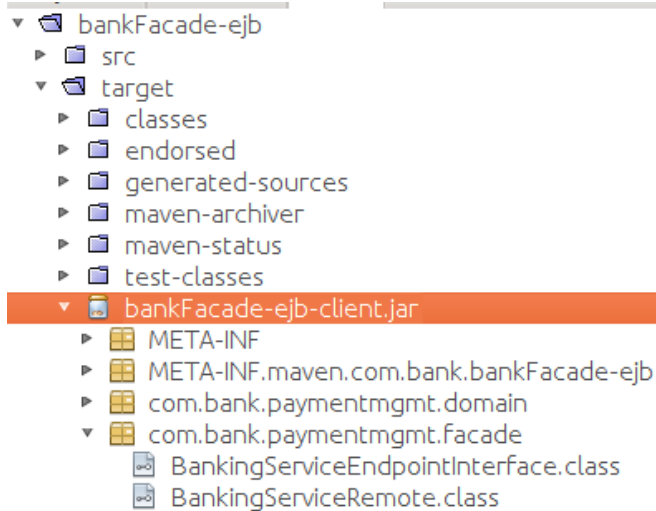 bankFacade-ejb
src
target
classes
endorsed
generated-sources
maven-archiver
maven-status
test-classes
bankFacade-ejb-client.jar
META-INF
META-INF.maven.com.bank.bankFacade-ejb
com.bank.paymentmgmt.domain
com.bank.paymentmgmt.facade
BankingServiceEndpointInterface.class
BankingServiceRemote.class